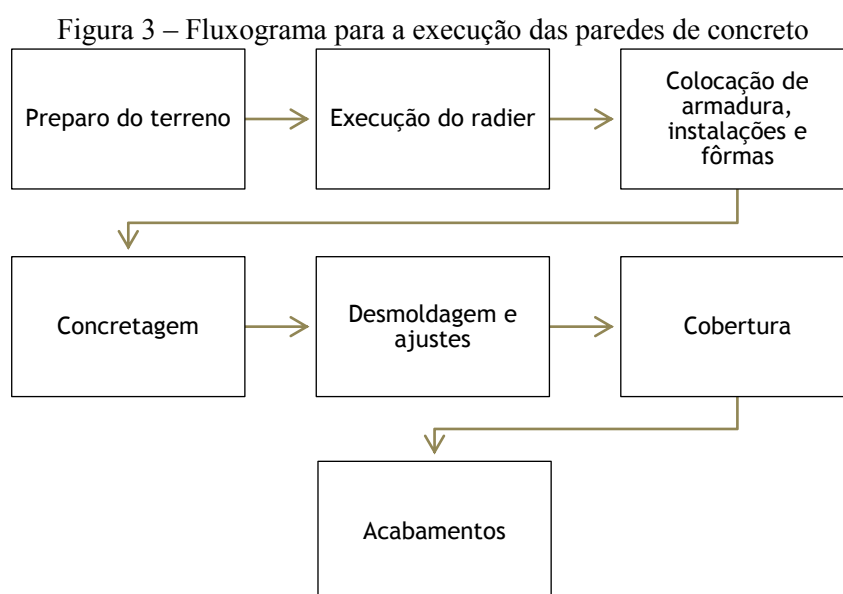 Figura 3 – Fluxograma para a execução das paredes de concreto
Preparo do terreno
Execução do radier
Colocação de
armadura,
instalações e
fôrmas
Concretagem
Desmoldagem e
ajustes
Cobertura
Acabamentos